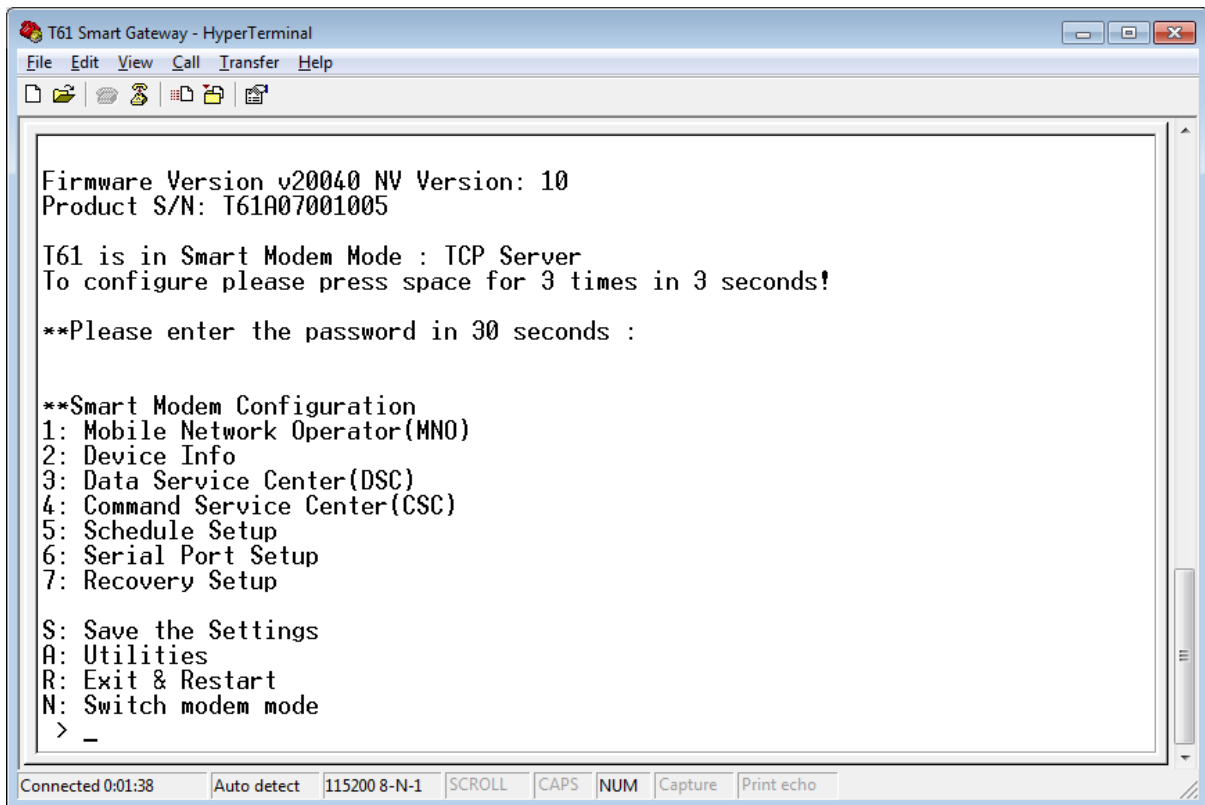 T61 Smart Gateway - HyperTerminal
File Edit View Call Transfer Help
Firmware Version v20040 NV Version: 10
Product S/N: T61A07001005
T61 is in Smart Modem Mode : TCP Server
To configure please press space for 3 times in 3 seconds!
**Please enter the password in 30 seconds :
**Smart Modem Configuration
1: Mobile Network Operator(MNO)
2: Device Info
3: Data Service Center(DSC)
4: Command Service Center(CSC)
5: Schedule Setup
6: Serial Port Setup
7: Recovery Setup
S: Save the Settings
A: Utilities
R: Exit & Restart
N: Switch modem mode
> _
Connected 0:01:38 Auto detect 115200 8-N-1 SCROLL CAPS NUM Capture Print echo